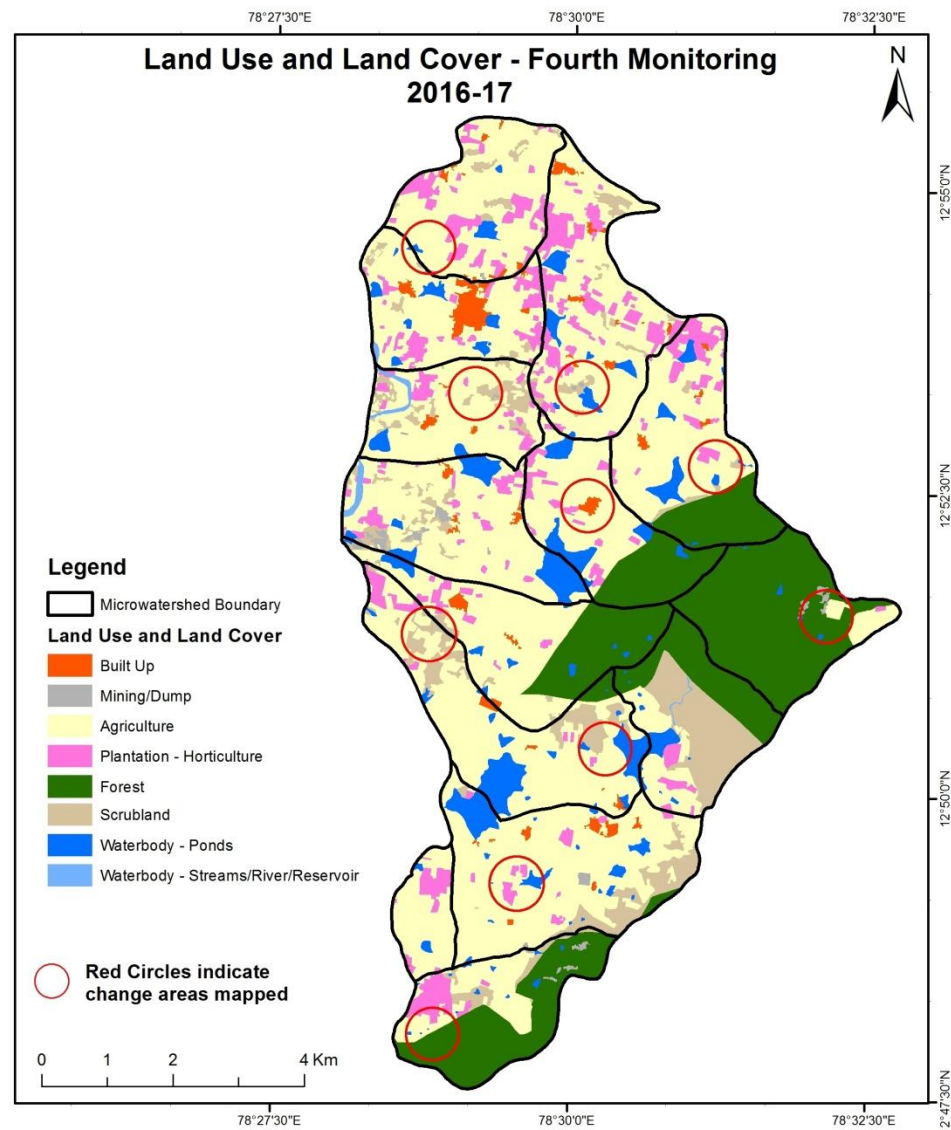 78°27'30"E 78°30'0"E 78°32'30"E
Land Use and Land Cover - Fourth Monitoring
2016-17
N
12°55'0"N
12°52'30"N
Legend
Microwatershed Boundary
Land Use and Land Cover
Built Up
Mining/Dump
Agriculture
Plantation - Horticulture
Forest
Scrubland
Waterbody - Ponds
Waterbody - Streams/River/Reservoir
12°50'0"N
Red Circles indicate
change areas mapped
0 1 2 4 Km
2°47'30"N
78°27'30"E 78°30'0"E 78°32'30"E